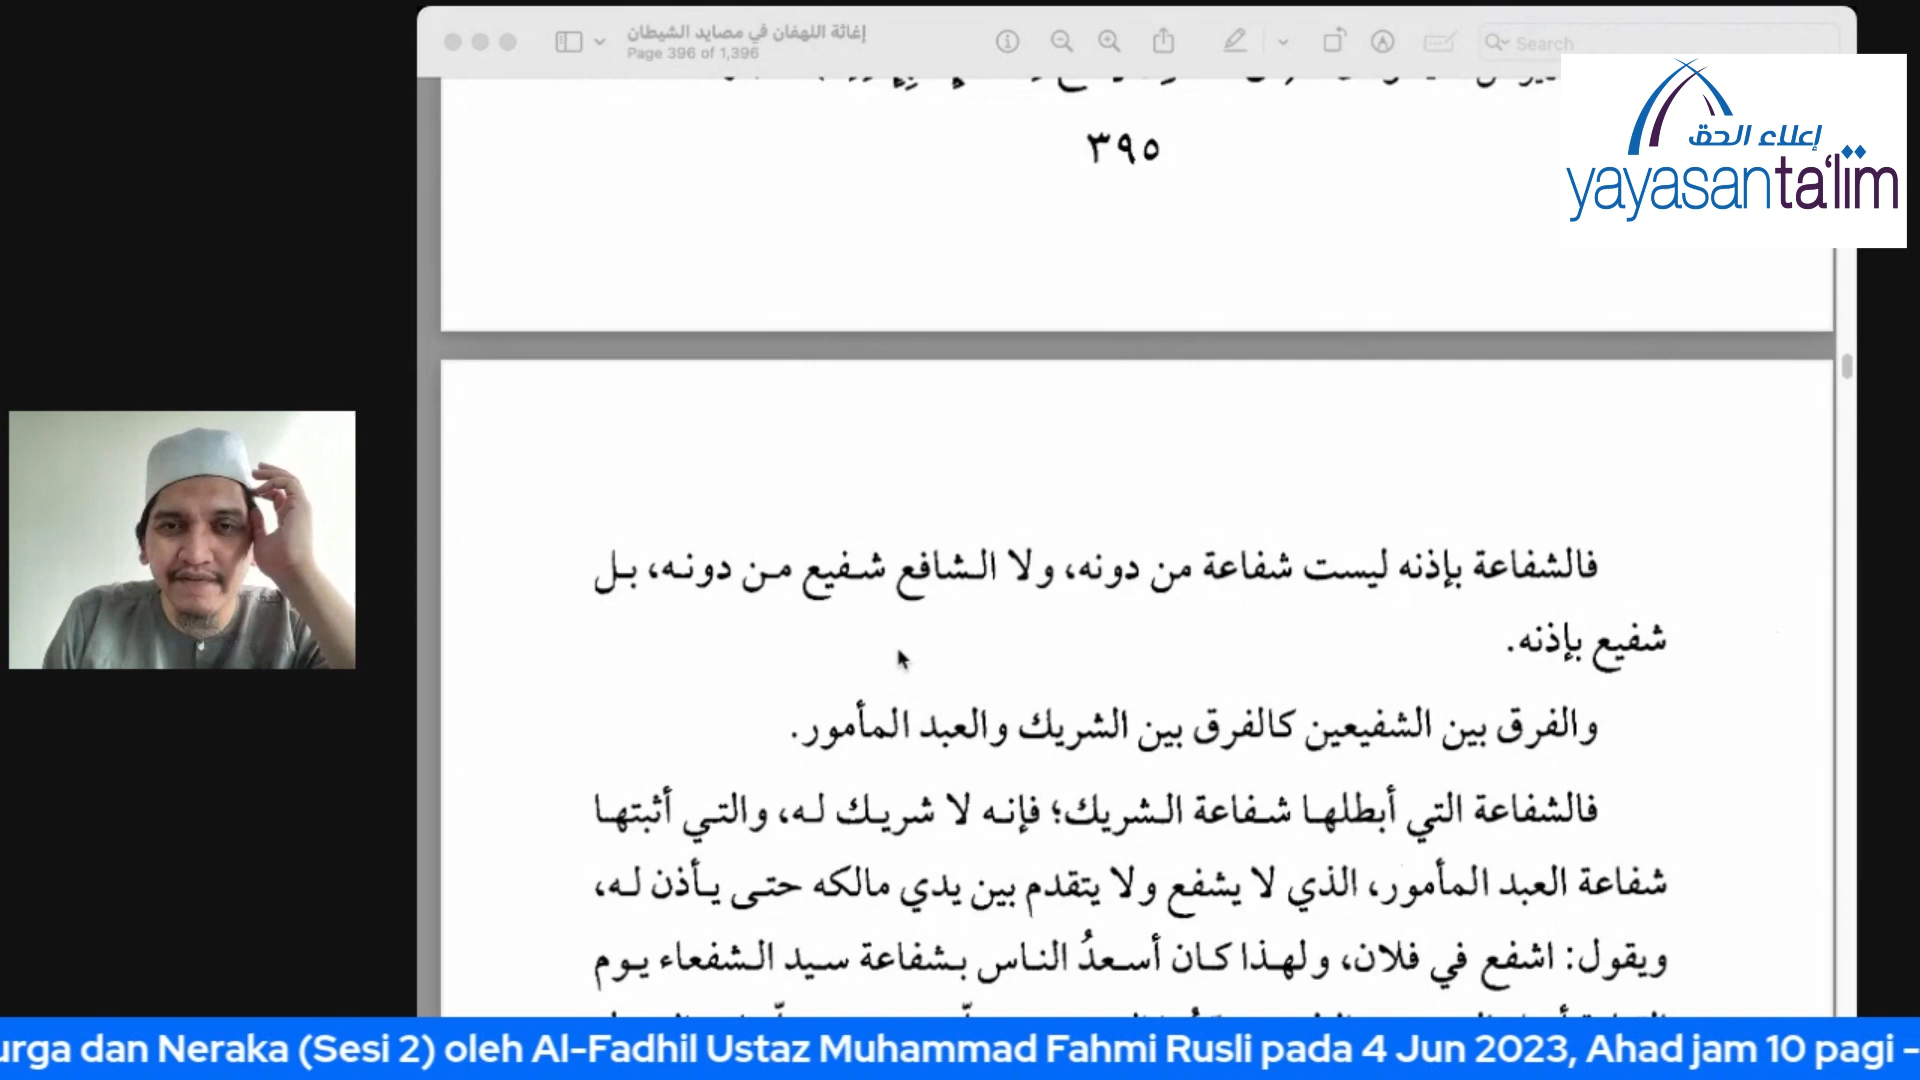 إغاثة اللهفان في مصايد الشيطان
Page 396 of 1,396
Search
إعلاء الحق
yayasanta'lim
٣٩٥
فالشفاعة بإذنه ليست شفاعة من دونه، ولا الشافع شفيع من دونه، بل
شفيع بإذنه.
والفرق بين الشفيعين كالفرق بين الشريك والعبد المأمور.
فالشفاعة التي أبطلها شفاعة الشريك؛ فإنه لا شريك له، والتي أثبتها
شفاعة العبد المأمور، الذي لا يشفع ولا يتقدم بين يدي مالكه حتى يأذن له،
ويقول: اشفع في فلان، ولهذا كان أسعدُ الناس بشفاعة سيد الشفعاء يوم
urga dan Neraka (Sesi 2) oleh Al-Fadhil Ustaz Muhammad Fahmi Rusli pada 4 Jun 2023, Ahad jam 10 pagi -